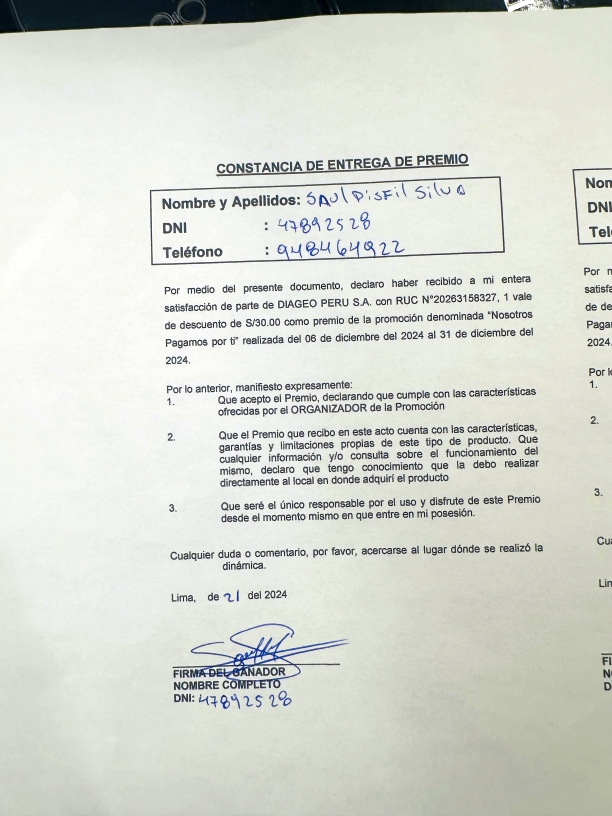 CONSTANCIA DE ENTREGA DE PREMIO
Nombre y Apellidos: SAUl DisFil Silva
DNI : 47892528
Teléfono : 948464922
Por medio del presente documento, declaro haber recibido a mi entera
satisfacción de parte de DIAGEO PERU S.A. con RUC N°20263158327, 1 vale
de descuento de S/30.00 como premio de la promoción denominada "Nosotros
Pagamos por ti" realizada del 06 de diciembre del 2024 al 31 de diciembre del
2024.
Por lo anterior, manifiesto expresamente:
1. Que acepto el Premio, declarando que cumple con las características
ofrecidas por el ORGANIZADOR de la Promoción
2. Que el Premio que recibo en este acto cuenta con las características,
garantías y limitaciones propias de este tipo de producto. Que
cualquier información y/o consulta sobre el funcionamiento del
mismo, declaro que tengo conocimiento que la debo realizar
directamente al local en donde adquirí el producto
3. Que seré el único responsable por el uso y disfrute de este Premio
desde el momento mismo en que entre en mi posesión.
Cualquier duda o comentario, por favor, acercarse al lugar dónde se realizó la
dinámica.
Lima, de 21 del 2024
FIRMA DEL GANADOR
NOMBRE COMPLETO
DNI: 47892528
Por m
satisfa
de de
Paga
2024.
1.
2.
3.